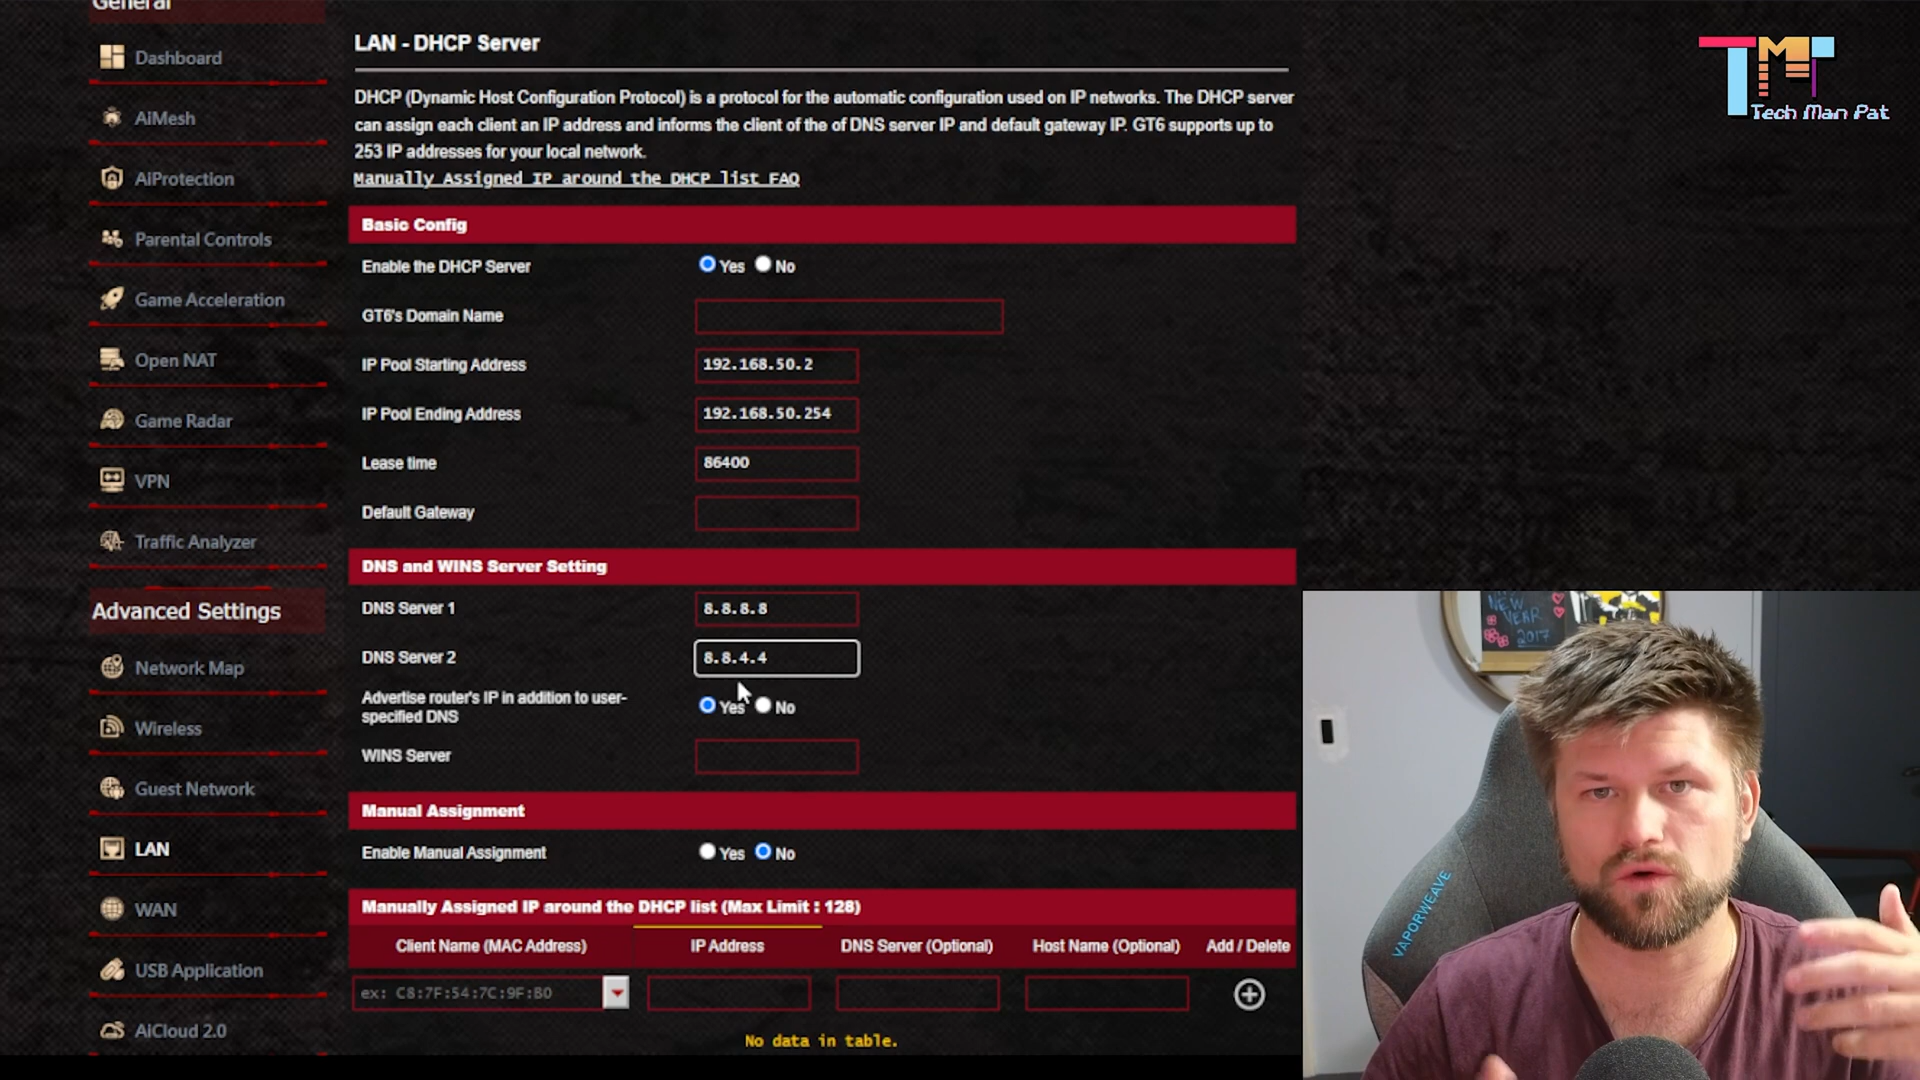 General
Dashboard
AiMesh
AiProtection
Parental Controls
Game Acceleration
Open NAT
Game Radar
VPN
Traffic Analyzer
Advanced Settings
Network Map
Wireless
Guest Network
LAN
WAN
USB Application
AiCloud 2.0
LAN - DHCP Server
DHCP (Dynamic Host Configuration Protocol) is a protocol for the automatic configuration used on IP networks. The DHCP server
can assign each client an IP address and informs the client of the of DNS server IP and default gateway IP. GT6 supports up to
253 IP addresses for your local network.
Manually Assigned IP around the DHCP list FAQ
Basic Config
Enable the DHCP Server Yes No
GT6's Domain Name
IP Pool Starting Address 192.168.50.2
IP Pool Ending Address 192.168.50.254
Lease time 86400
Default Gateway
DNS and WINS Server Setting
DNS Server 1 8.8.8.8
DNS Server 2 8.8.4.4
Advertise router's IP in addition to user-
specified DNS Yes No
WINS Server
Manual Assignment
Enable Manual Assignment Yes No
Manually Assigned IP around the DHCP list (Max Limit : 128)
Client Name (MAC Address) IP Address DNS Server (Optional) Host Name (Optional) Add / Delete
ex: C8:7F:54:7C:9F:B0
No data in table.
TMP
Tech Man Pat
NEW
YEAR
2017
VAPORWEAVE